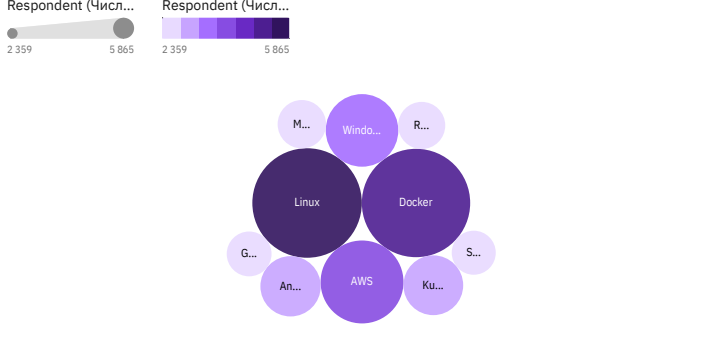 Respondent (Числ... Respondent (Числ...
2 359 5 865 2 359 5 865
M... Windo... R...
Linux Docker
G... AWS S...
An... Ku...